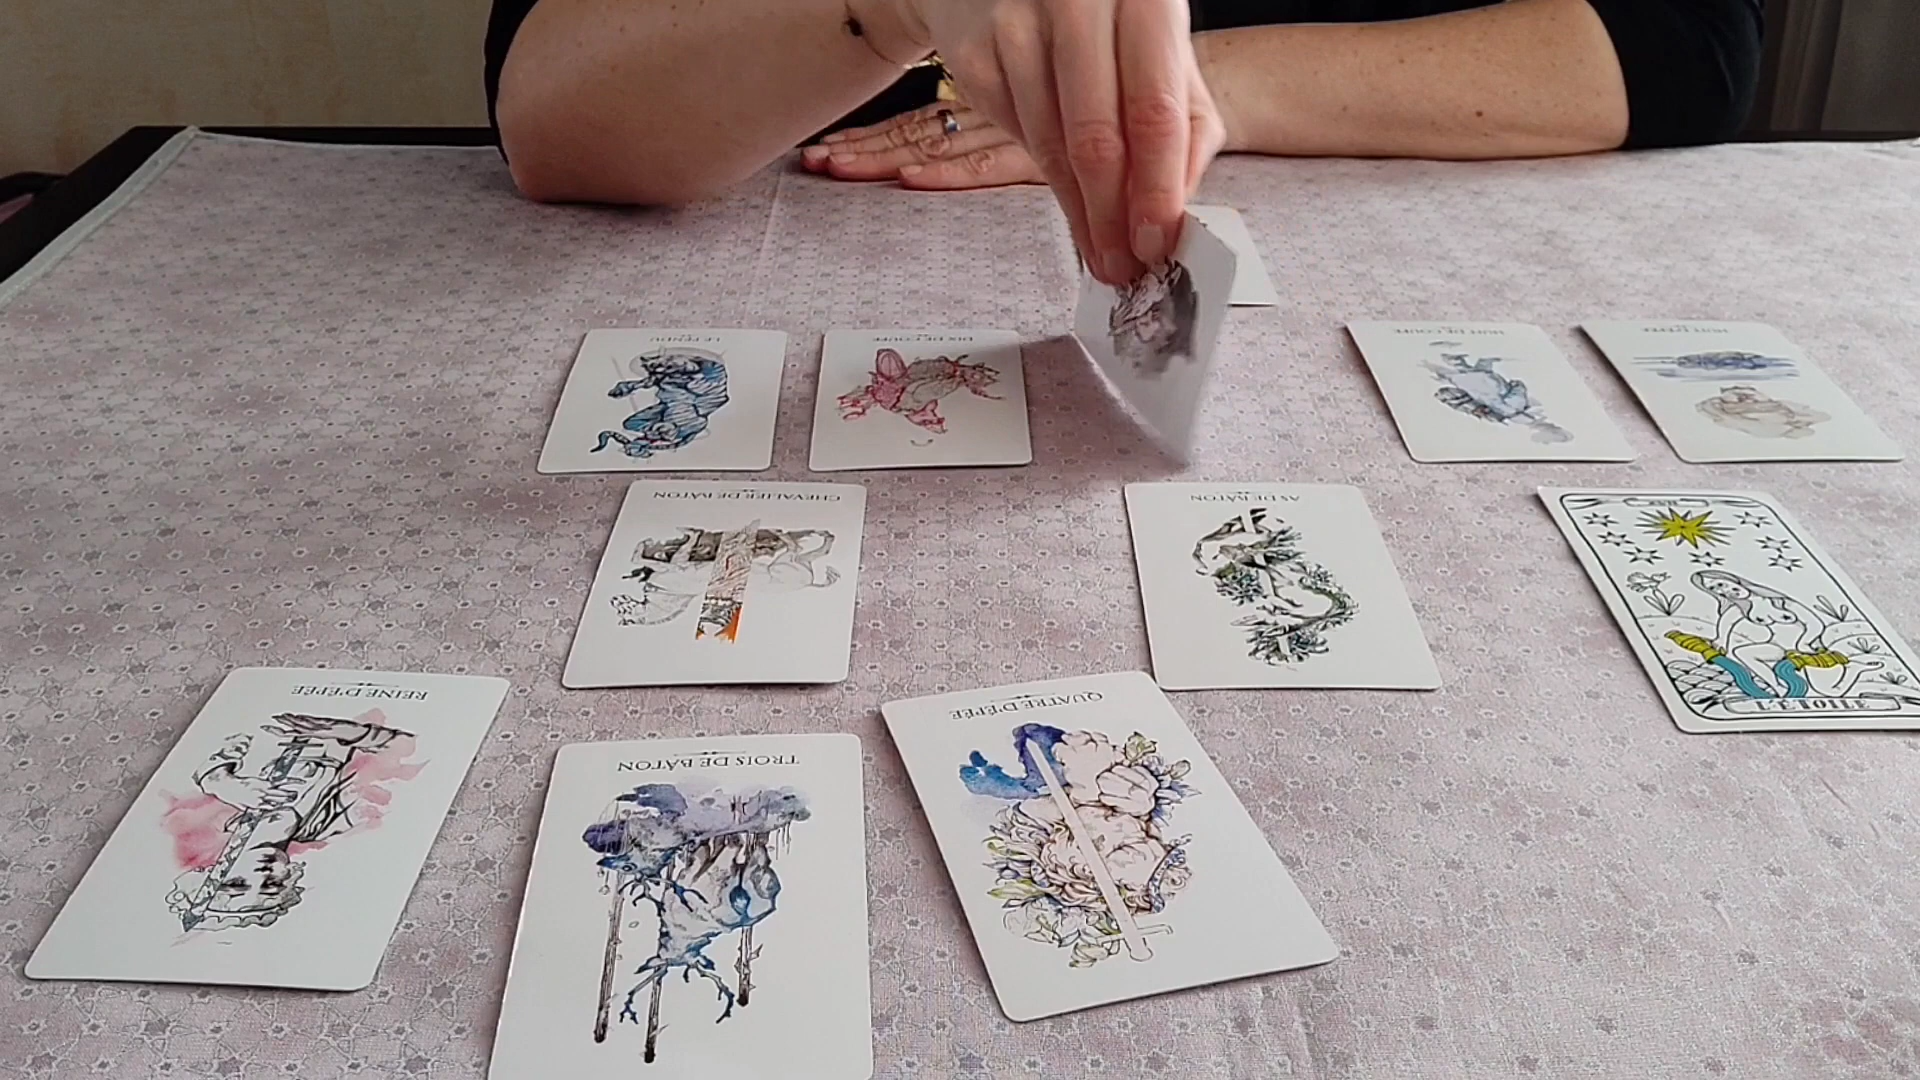 LE PENDU
DIX DE COUPE
HUIT DE COUPE
HUIT D'ÉPÉE
CHEVALIER DE BÂTON
AS DE BÂTON
XVII
L'ÉTOILE
REINE D'ÉPÉE
TROIS DE BÂTON
QUATRE D'ÉPÉE